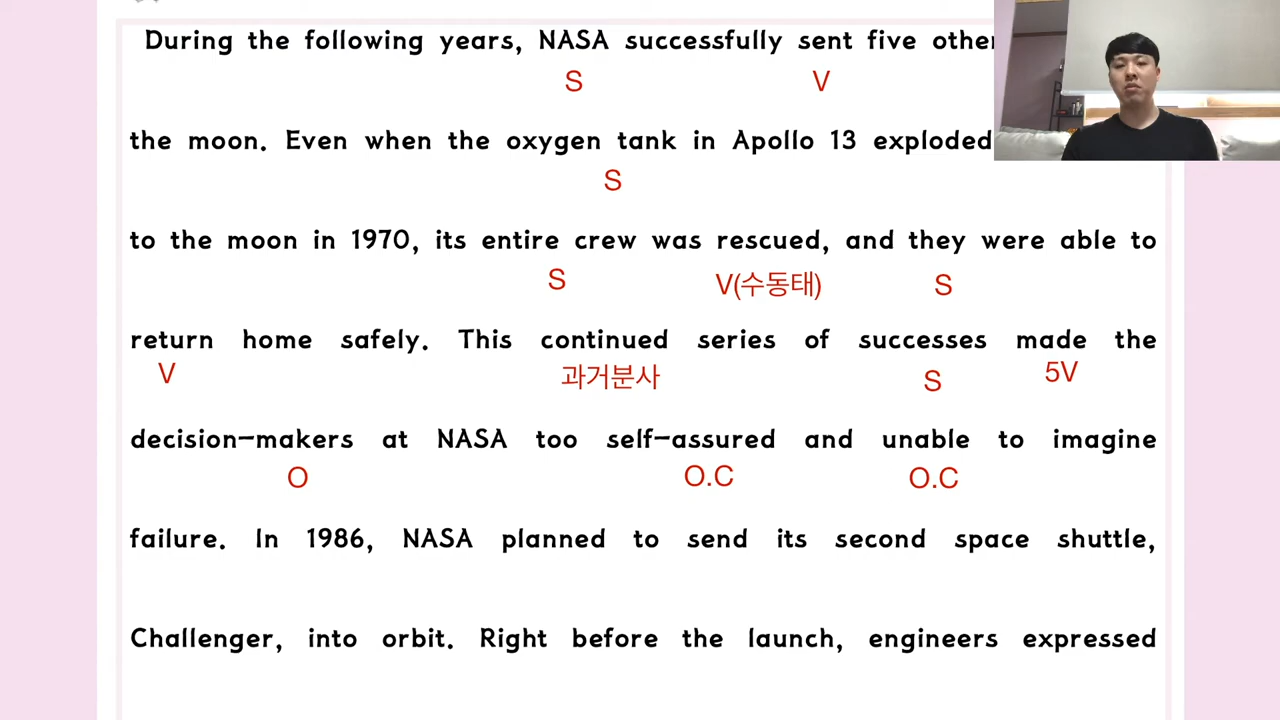 During the following years, NASA successfully sent five other
S V
the moon. Even when the oxygen tank in Apollo 13 exploded
S
to the moon in 1970, its entire crew was rescued, and they were able to
S V(수동태) S
return home safely. This continued series of successes made the
V 과거분사 S 5V
decision-makers at NASA too self-assured and unable to imagine
O O.C O.C
failure. In 1986, NASA planned to send its second space shuttle,
Challenger, into orbit. Right before the launch, engineers expressed